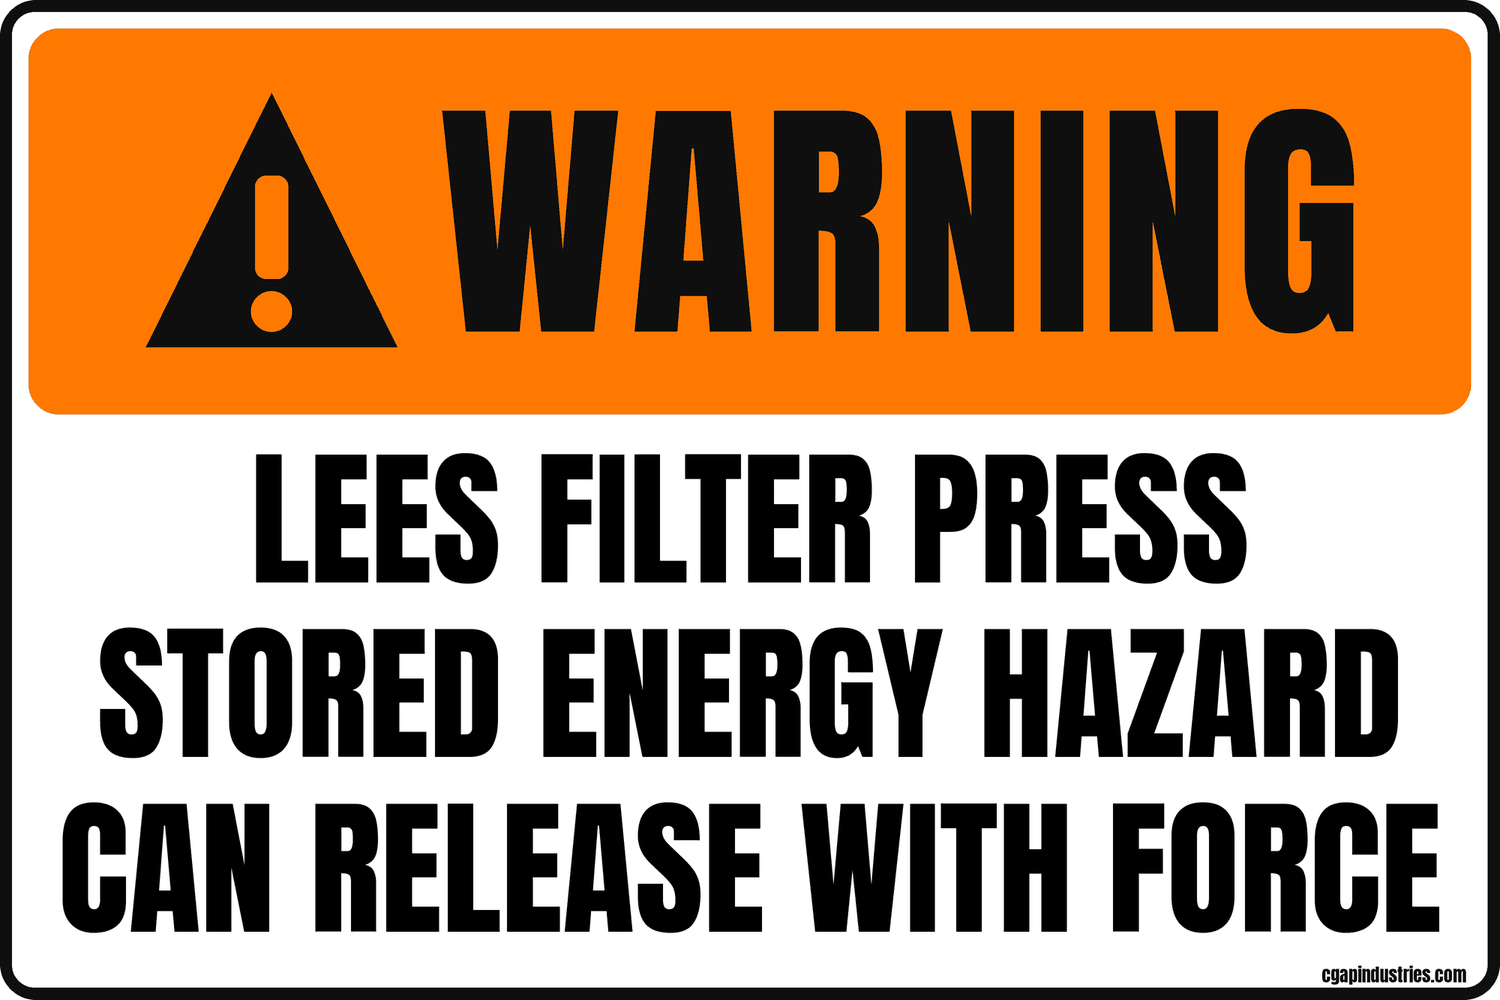 WARNING
LEES FILTER PRESS
STORED ENERGY HAZARD
CAN RELEASE WITH FORCE
cgapindustries.com